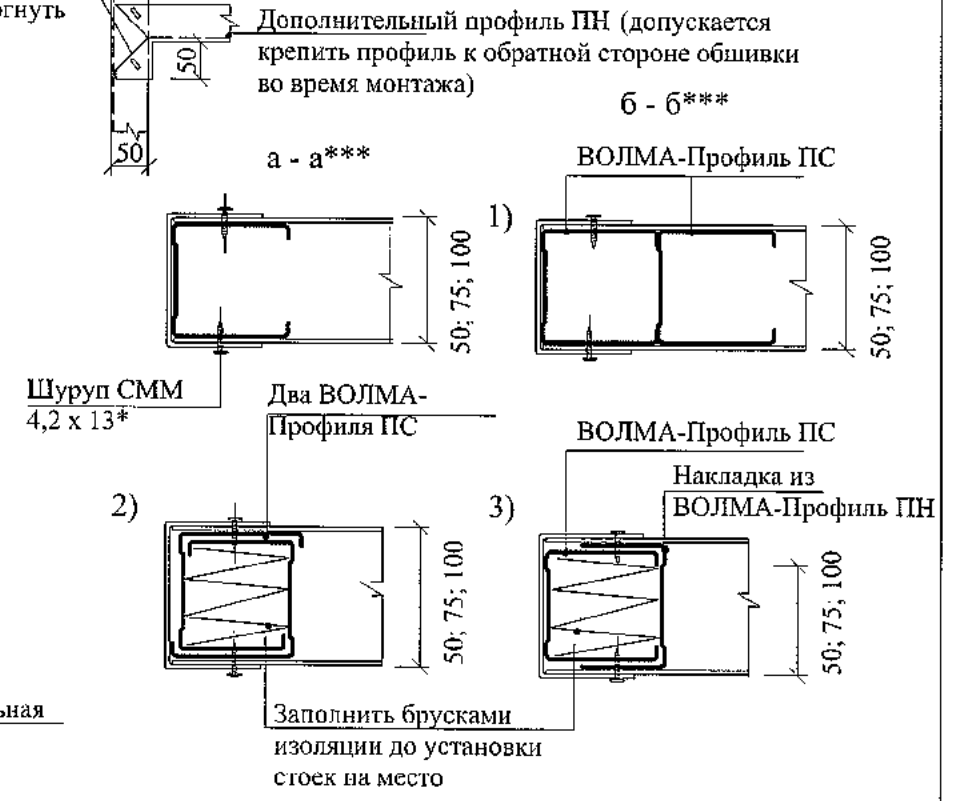 Дополнительный профиль ПН (допускается
крепить профиль к обратной стороне обшивки
во время монтажа)
50
50
а - а***
б - б***
ВОЛМА-Профиль ПС
1)
50; 75; 100
50; 75; 100
Шуруп СММ
4,2 х 13*
Два ВОЛМА-
Профиля ПС
ВОЛМА-Профиль ПС
Накладка из
ВОЛМА-Профиль ПН
2)
3)
50; 75; 100
50; 75; 100
Заполнить брусками
изоляции до установки
стоек на место